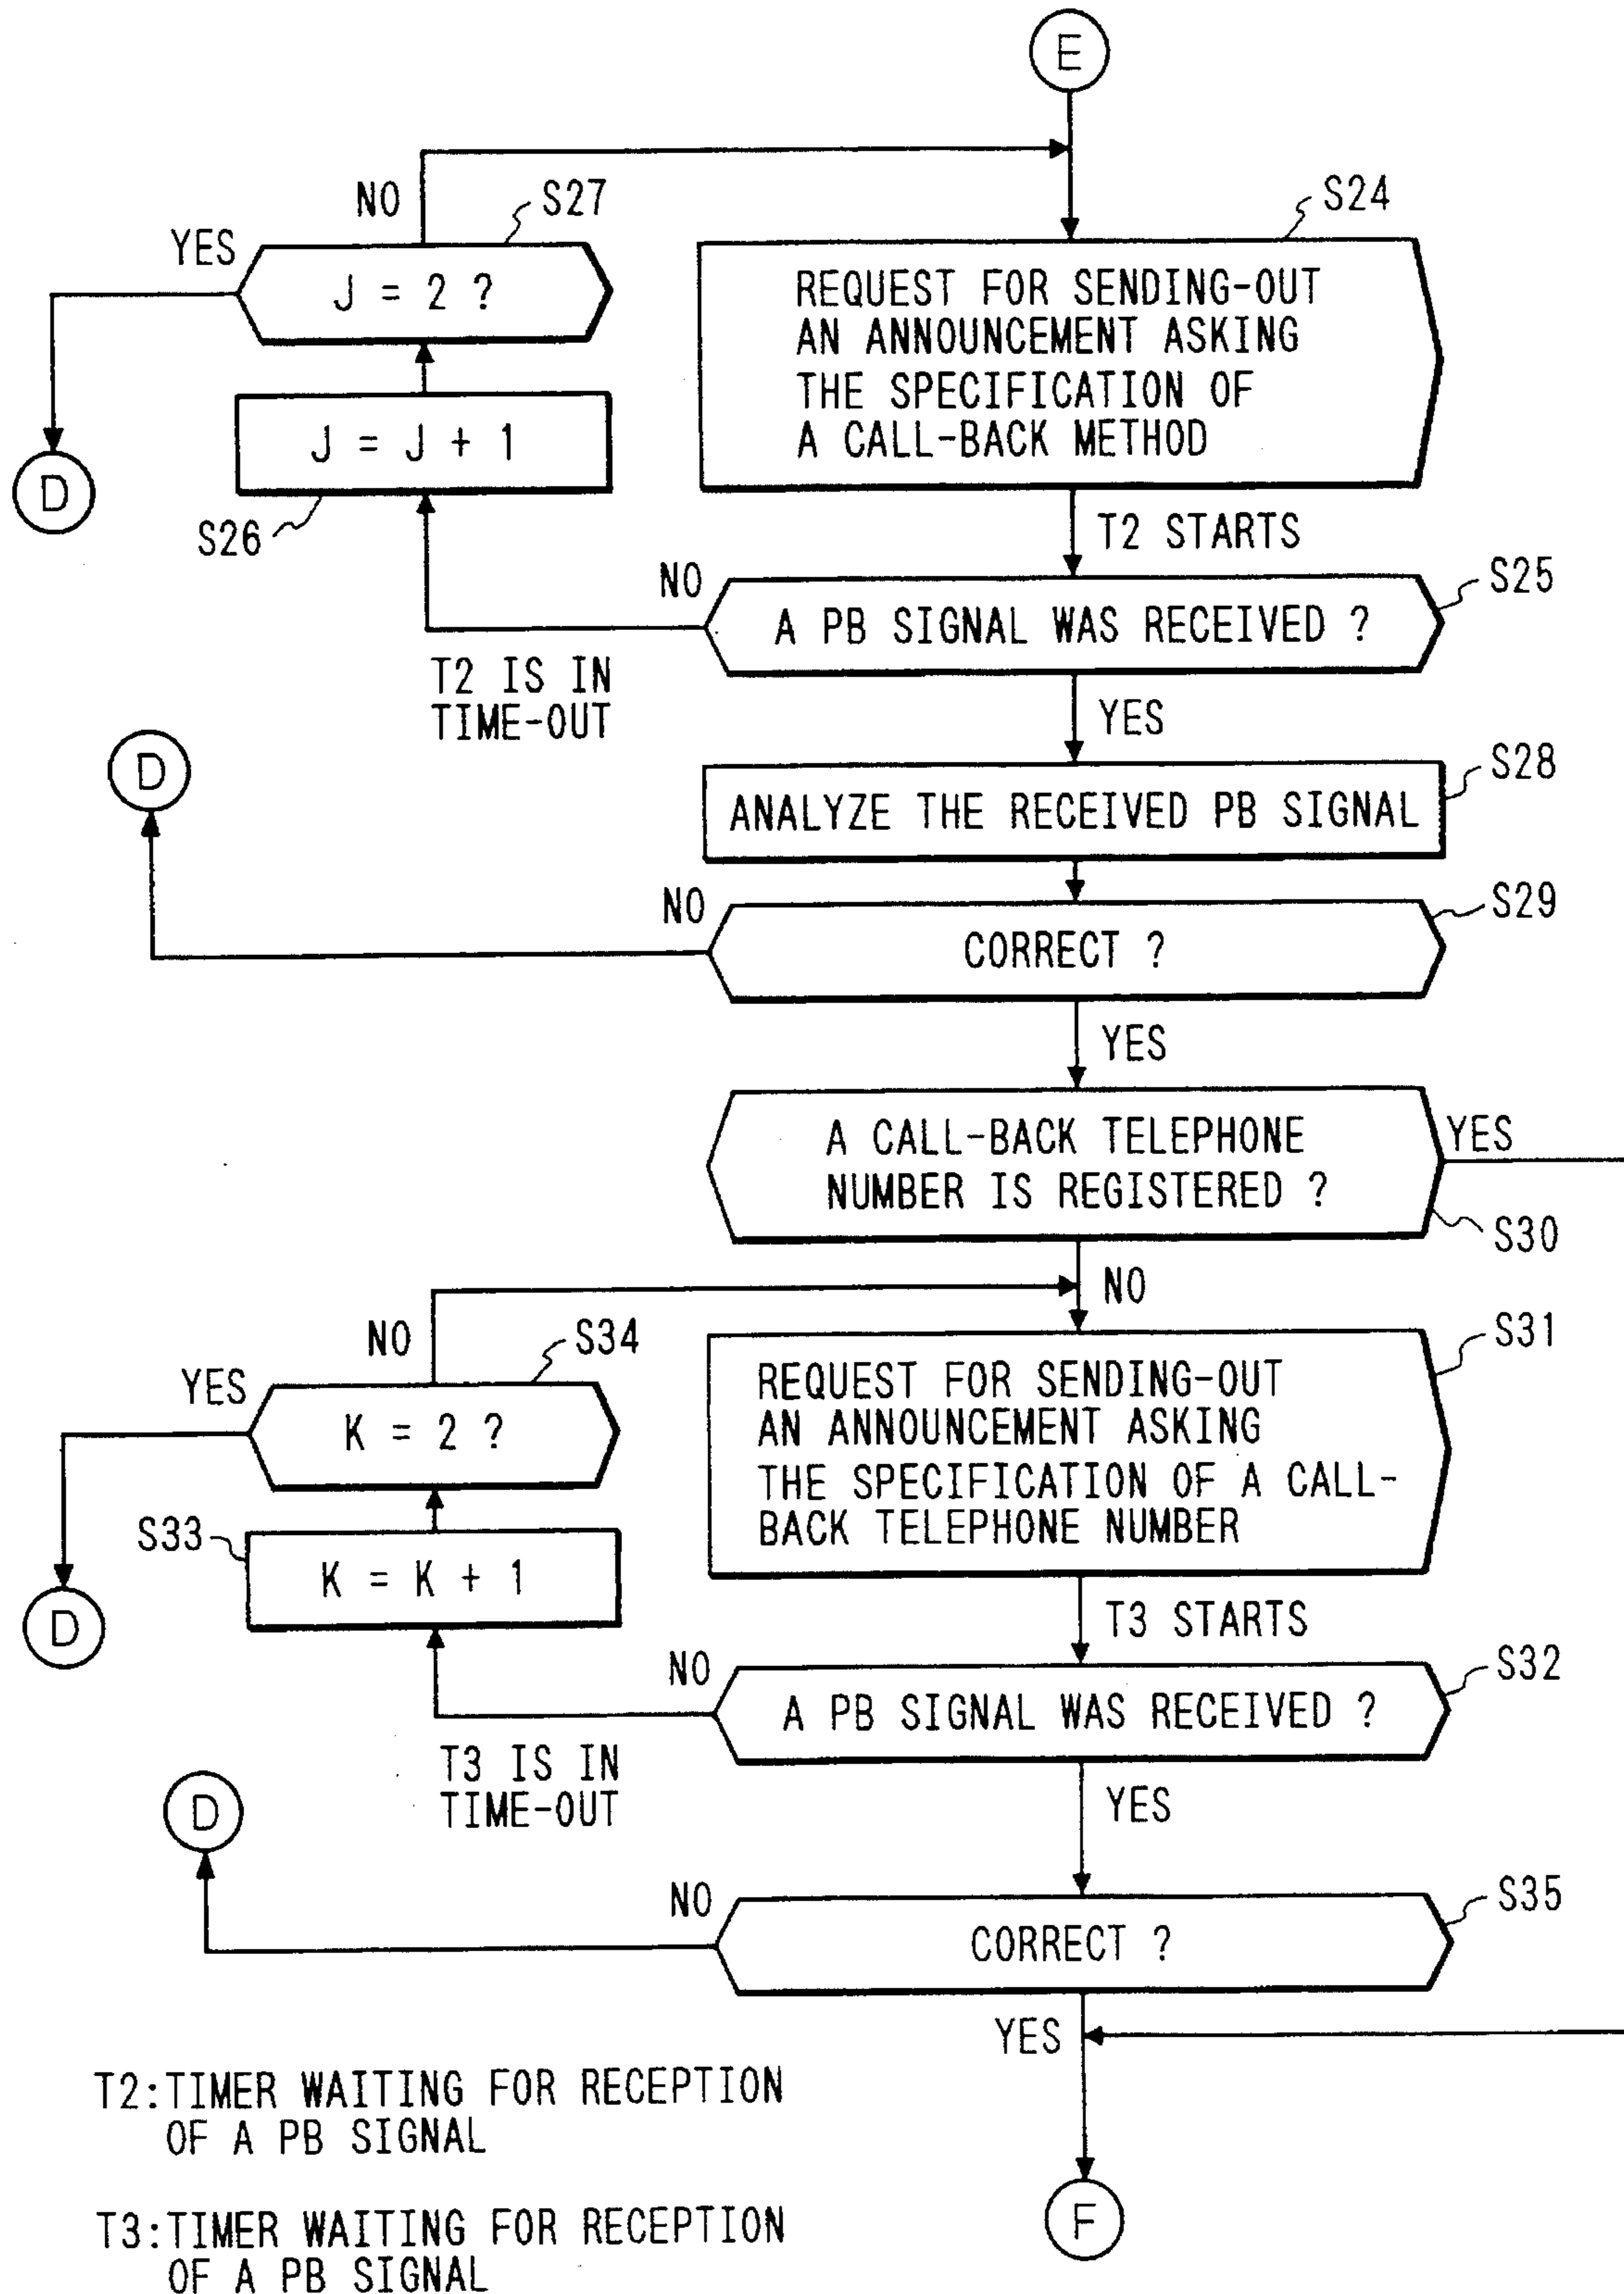 E
NO
S27
S24
YES
J = 2 ?
REQUEST FOR SENDING-OUT
AN ANNOUNCEMENT ASKING
THE SPECIFICATION OF
A CALL-BACK METHOD
J = J + 1
D
S26
T2 STARTS
NO
S25
A PB SIGNAL WAS RECEIVED ?
T2 IS IN
TIME-OUT
YES
D
S28
ANALYZE THE RECEIVED PB SIGNAL
NO
S29
CORRECT ?
YES
A CALL-BACK TELEPHONE
NUMBER IS REGISTERED ?
YES
S30
NO
NO
S34
S31
YES
K = 2 ?
REQUEST FOR SENDING-OUT
AN ANNOUNCEMENT ASKING
THE SPECIFICATION OF A CALL-
BACK TELEPHONE NUMBER
S33
K = K + 1
D
T3 STARTS
NO
S32
A PB SIGNAL WAS RECEIVED ?
T3 IS IN
TIME-OUT
YES
D
NO
S35
CORRECT ?
YES
T2:TIMER WAITING FOR RECEPTION
OF A PB SIGNAL
F
T3:TIMER WAITING FOR RECEPTION
OF A PB SIGNAL